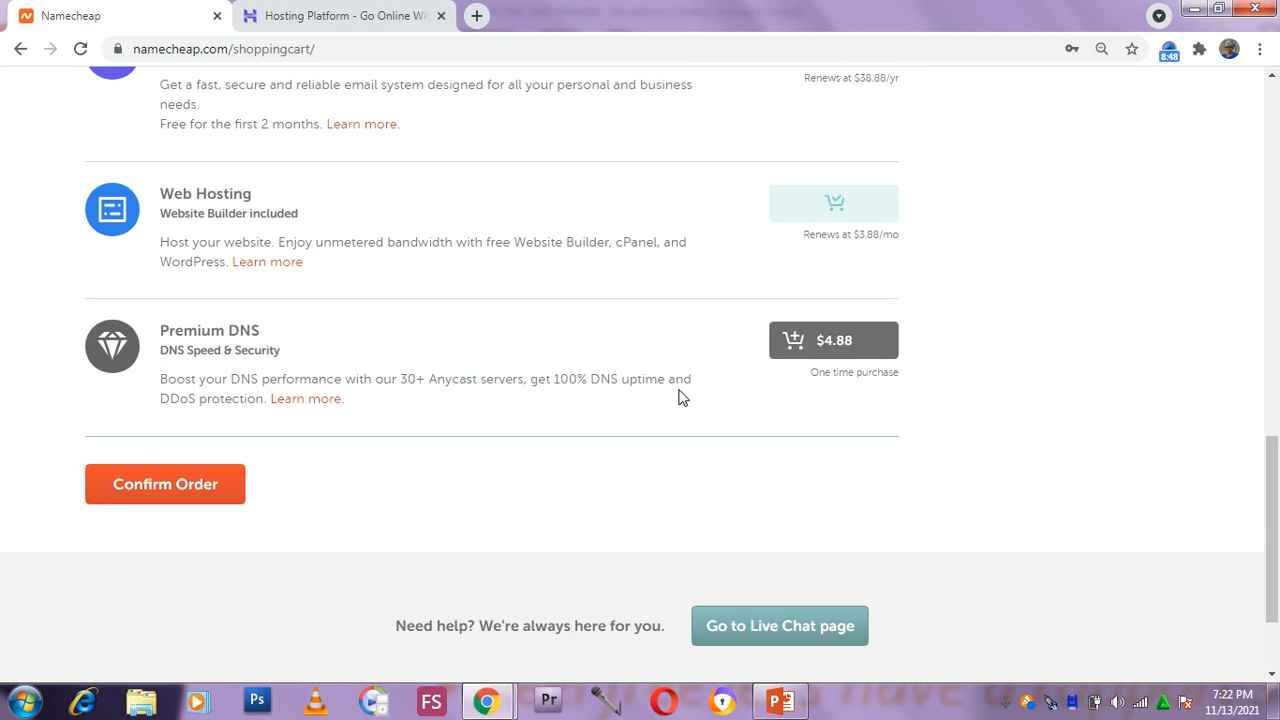 Namecheap
Hosting Platform - Go Online Wi
namecheap.com/shoppingcart/
8:48
Get a fast, secure and reliable email system designed for all your personal and business
needs.
Free for the first 2 months. Learn more.
Renews at $38.88/yr
Web Hosting
Website Builder included
Host your website. Enjoy unmetered bandwidth with free Website Builder, cPanel, and
WordPress. Learn more
Renews at $3.88/mo
Premium DNS
DNS Speed & Security
Boost your DNS performance with our 30+ Anycast servers, get 100% DNS uptime and
DDoS protection. Learn more.
$4.88
One time purchase
Confirm Order
Need help? We're always here for you.
Go to Live Chat page
Ps
FS
Pr
7:22 PM
11/13/2021